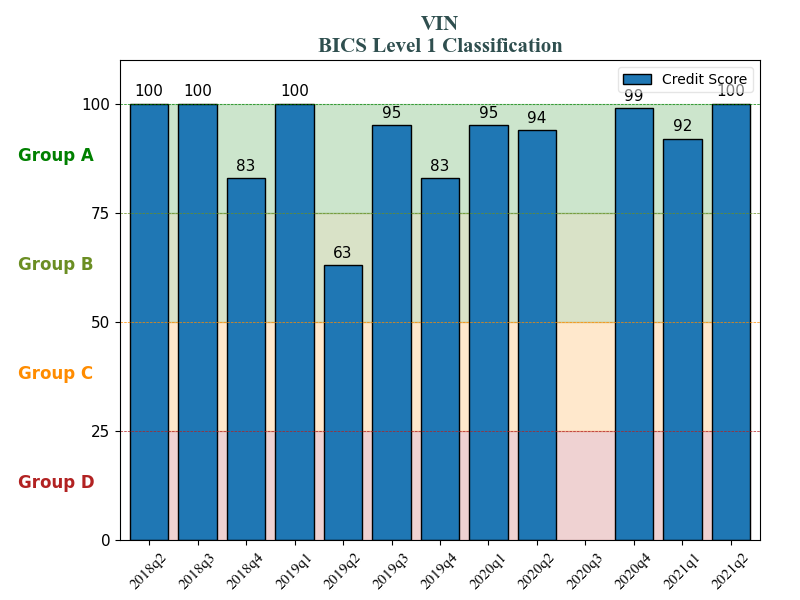 VIN
BICS Level 1 Classification
Credit Score
100 100 83 100 63 95 83 95 94 99 92 100
100
Group A
75
Group B
50
Group C
25
Group D
0
2018q2 2018q3 2018q4 2019q1 2019q2 2019q3 2019q4 2020q1 2020q2 2020q3 2020q4 2021q1 2021q2